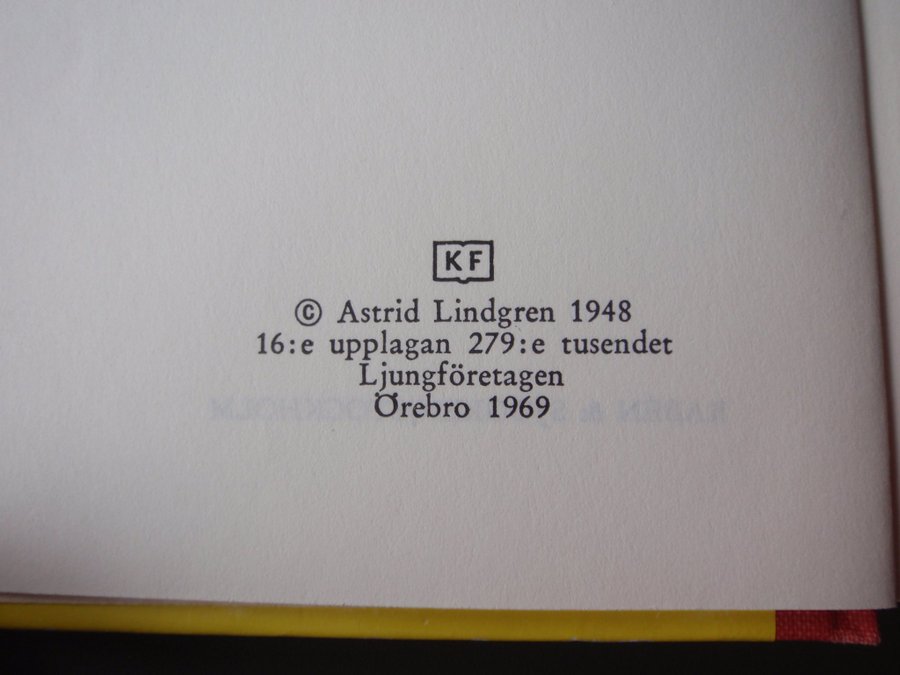 KF
© Astrid Lindgren 1948
16:e upplagan 279:e tusendet
Ljungföretagen
Örebro 1969